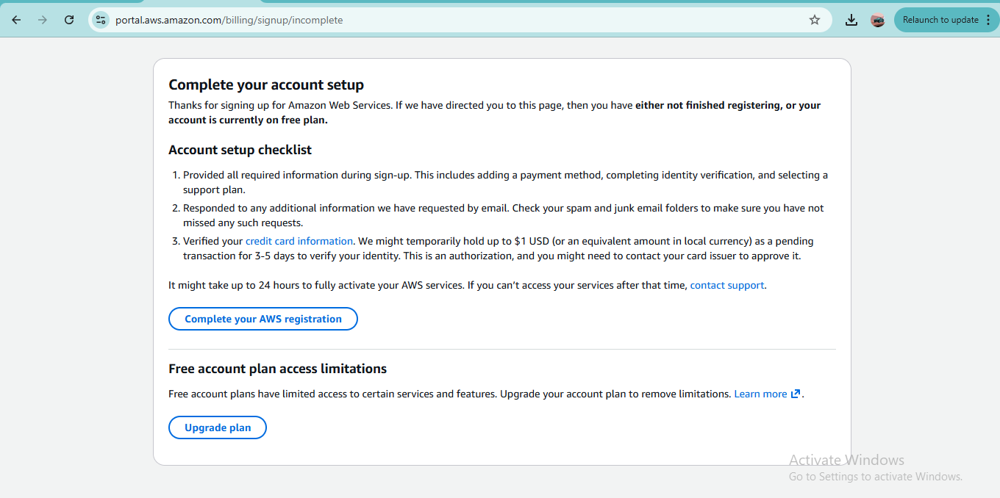 portal.aws.amazon.com/billing/signup/incomplete
Relaunch to update
Complete your account setup
Thanks for signing up for Amazon Web Services. If we have directed you to this page, then you have either not finished registering, or your
account is currently on free plan.
Account setup checklist
1. Provided all required information during sign-up. This includes adding a payment method, completing identity verification, and selecting a
support plan.
2. Responded to any additional information we have requested by email. Check your spam and junk email folders to make sure you have not
missed any such requests.
3. Verified your credit card information. We might temporarily hold up to $1 USD (or an equivalent amount in local currency) as a pending
transaction for 3-5 days to verify your identity. This is an authorization, and you might need to contact your card issuer to approve it.
It might take up to 24 hours to fully activate your AWS services. If you can’t access your services after that time, contact support.
Complete your AWS registration
Free account plan access limitations
Free account plans have limited access to certain services and features. Upgrade your account plan to remove limitations. Learn more.
Upgrade plan
Activate Windows
Go to Settings to activate Windows.